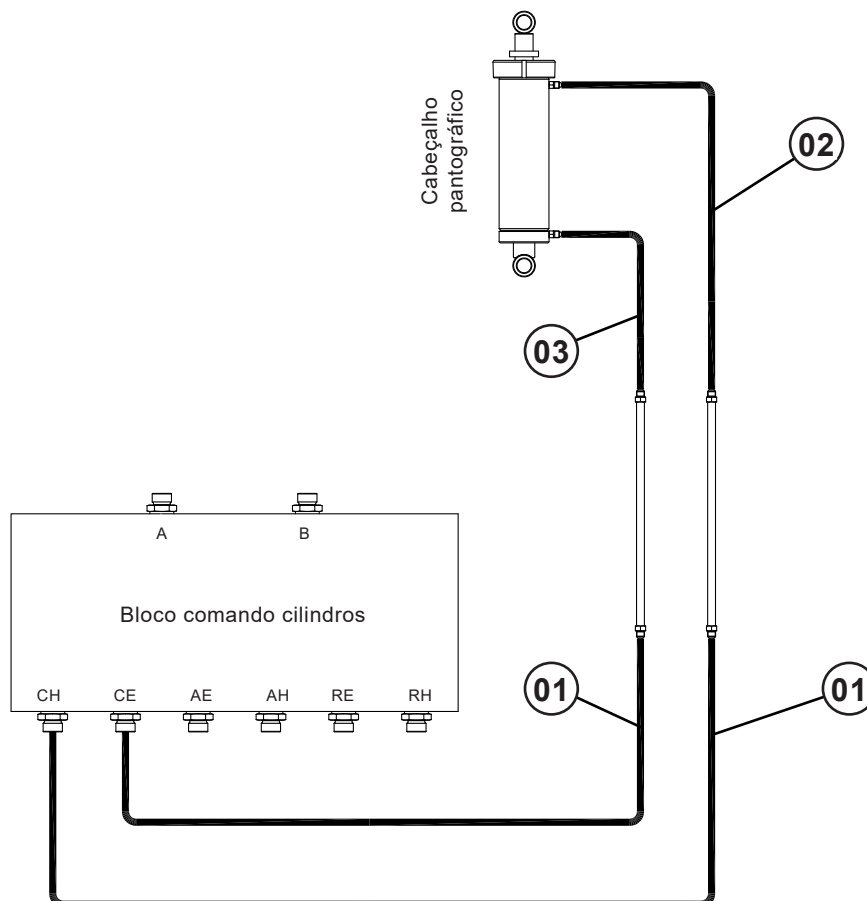 Cabeçalho
pantográfico
02
03
A B
Bloco comando cilindros
CH CE AE AH RE RH
01 01